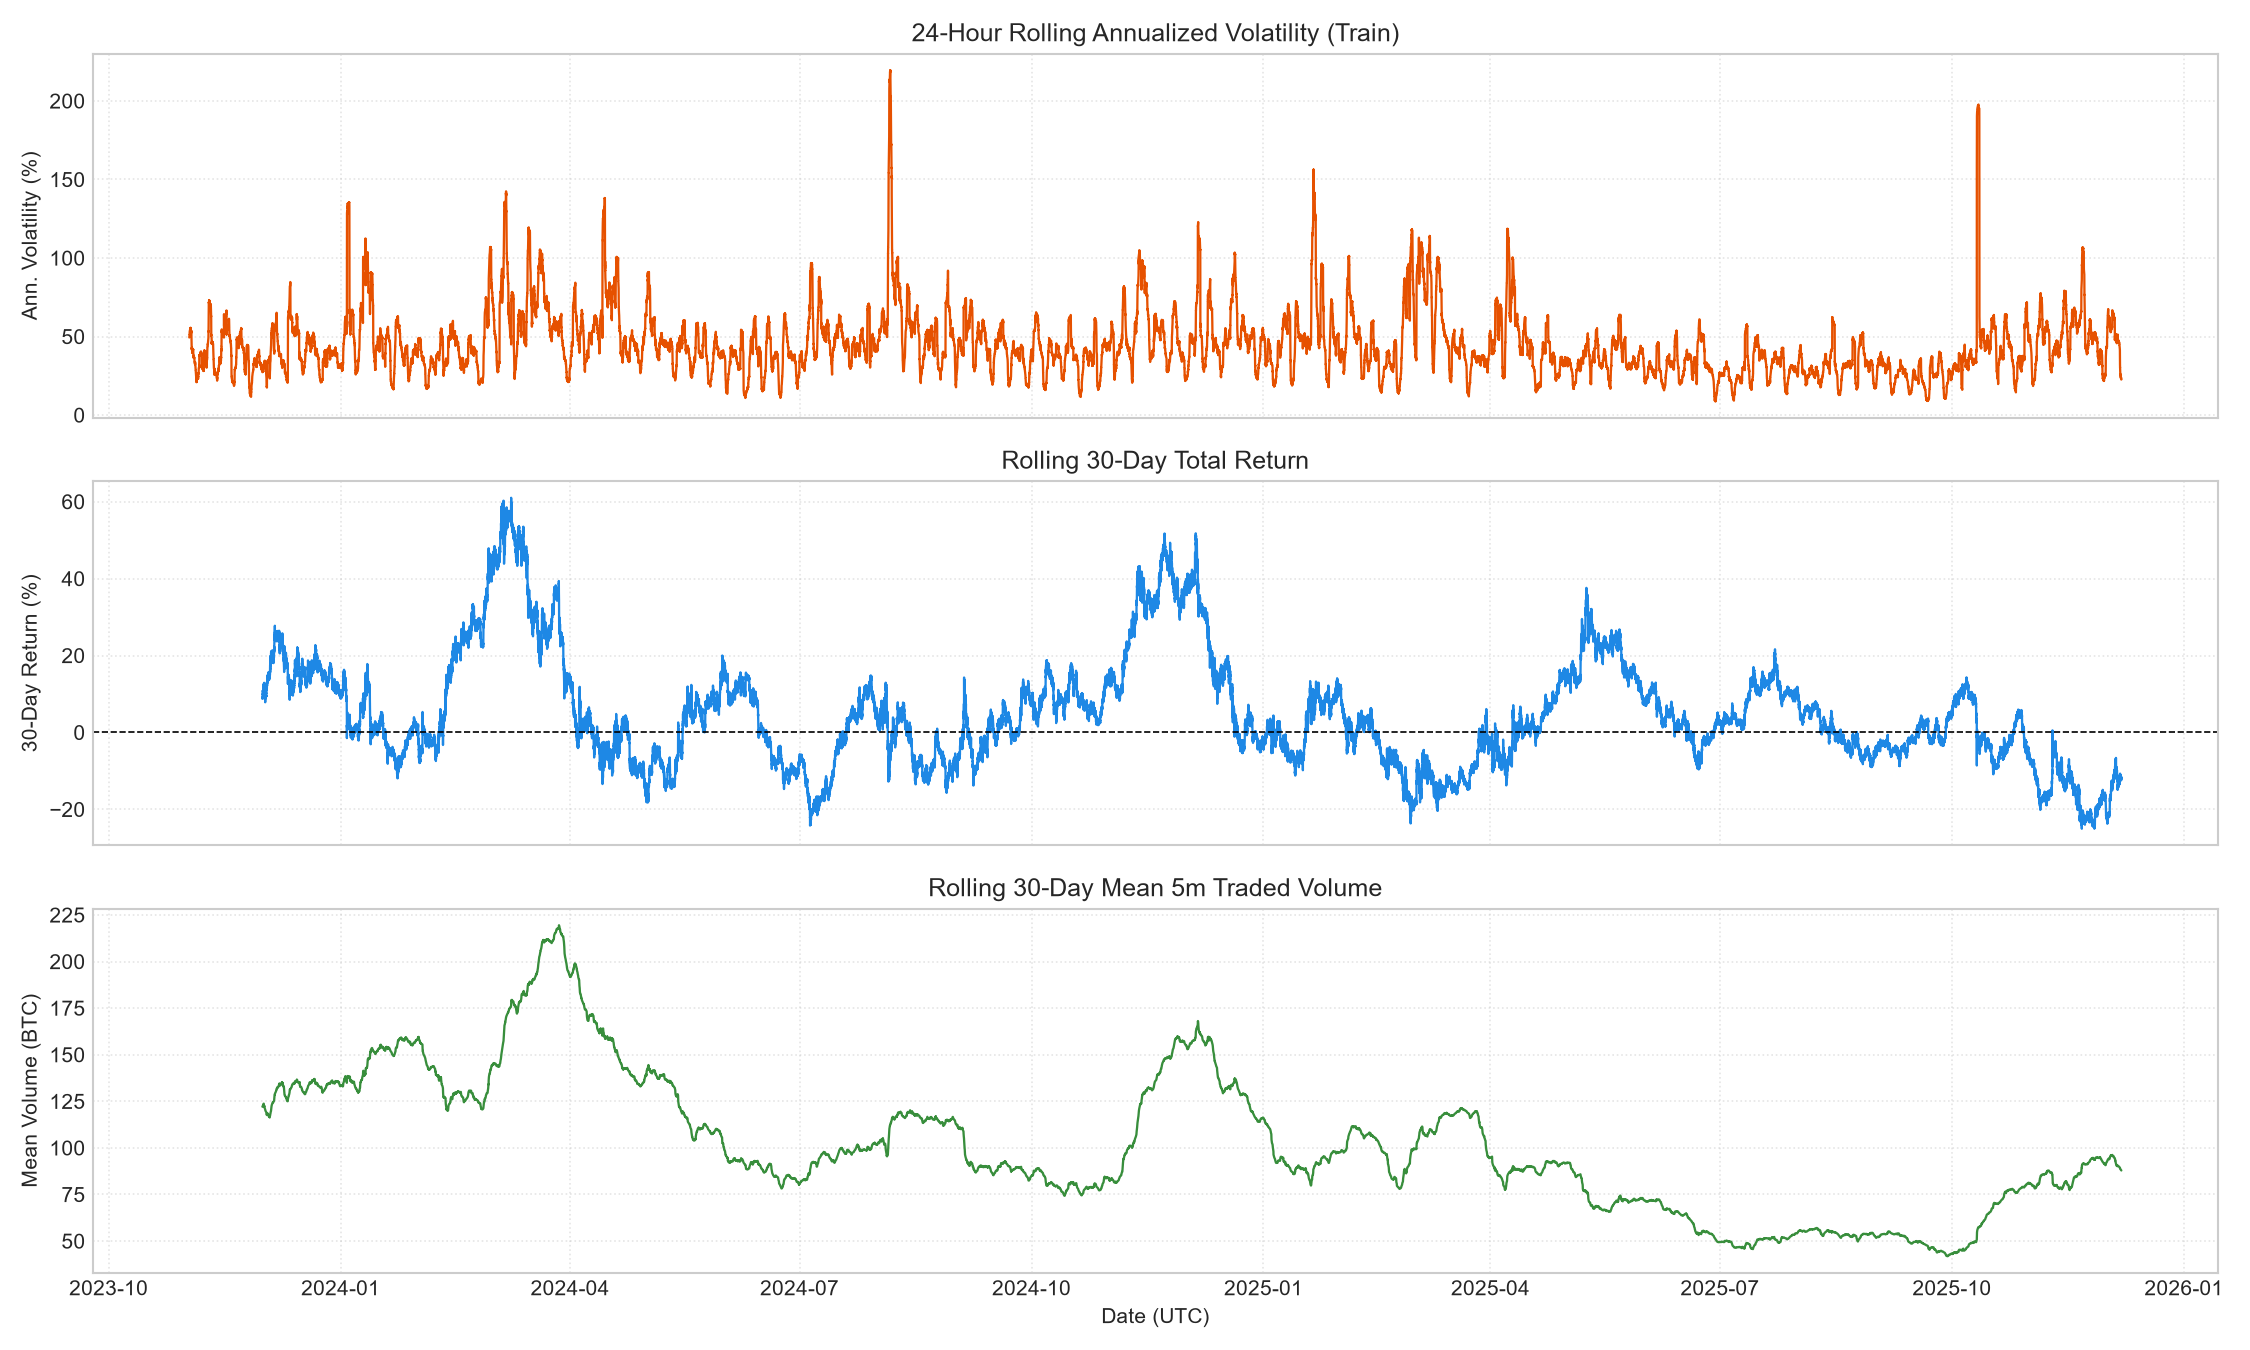 24-Hour Rolling Annualized Volatility (Train)
Ann. Volatility (%)
200
150
100
50
0
Rolling 30-Day Total Return
30-Day Return (%)
60
40
20
0
−20
Rolling 30-Day Mean 5m Traded Volume
Mean Volume (BTC)
225
200
175
150
125
100
75
50
2023-10 2024-01 2024-04 2024-07 2024-10 2025-01 2025-04 2025-07 2025-10 2026-01
Date (UTC)